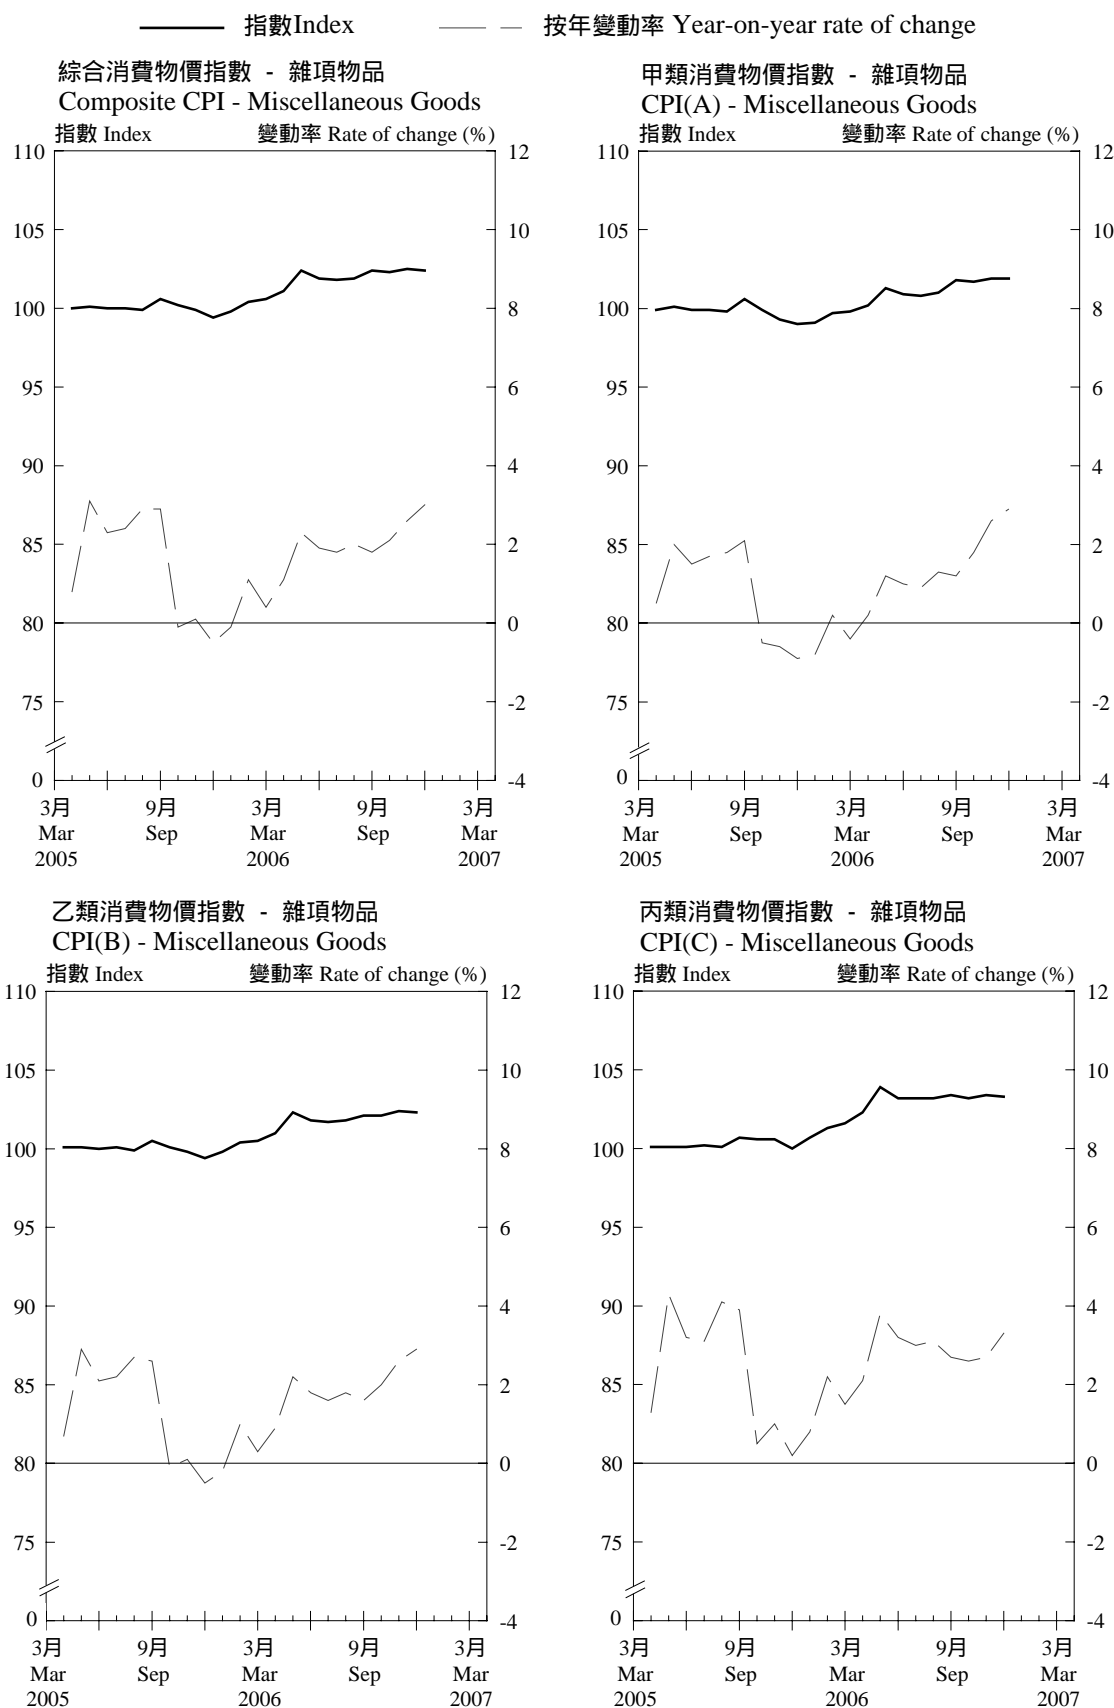 指數Index 按年變動率 Year-on-year rate of change
綜合消費物價指數 - 雜項物品
Composite CPI - Miscellaneous Goods
指數 Index 變動率 Rate of change (%)
110 12
105 10
100 8
95 6
90 4
85 2
80 0
75 -2
0 -4
3月 9月 3月 9月 3月
Mar Sep Mar Sep Mar
2005 2006 2007
甲類消費物價指數 - 雜項物品
CPI(A) - Miscellaneous Goods
指數 Index 變動率 Rate of change (%)
110 12
105 10
100 8
95 6
90 4
85 2
80 0
75 -2
0 -4
3月 9月 3月 9月 3月
Mar Sep Mar Sep Mar
2005 2006 2007
乙類消費物價指數 - 雜項物品
CPI(B) - Miscellaneous Goods
指數 Index 變動率 Rate of change (%)
110 12
105 10
100 8
95 6
90 4
85 2
80 0
75 -2
0 -4
3月 9月 3月 9月 3月
Mar Sep Mar Sep Mar
2005 2006 2007
丙類消費物價指數 - 雜項物品
CPI(C) - Miscellaneous Goods
指數 Index 變動率 Rate of change (%)
110 12
105 10
100 8
95 6
90 4
85 2
80 0
75 -2
0 -4
3月 9月 3月 9月 3月
Mar Sep Mar Sep Mar
2005 2006 2007